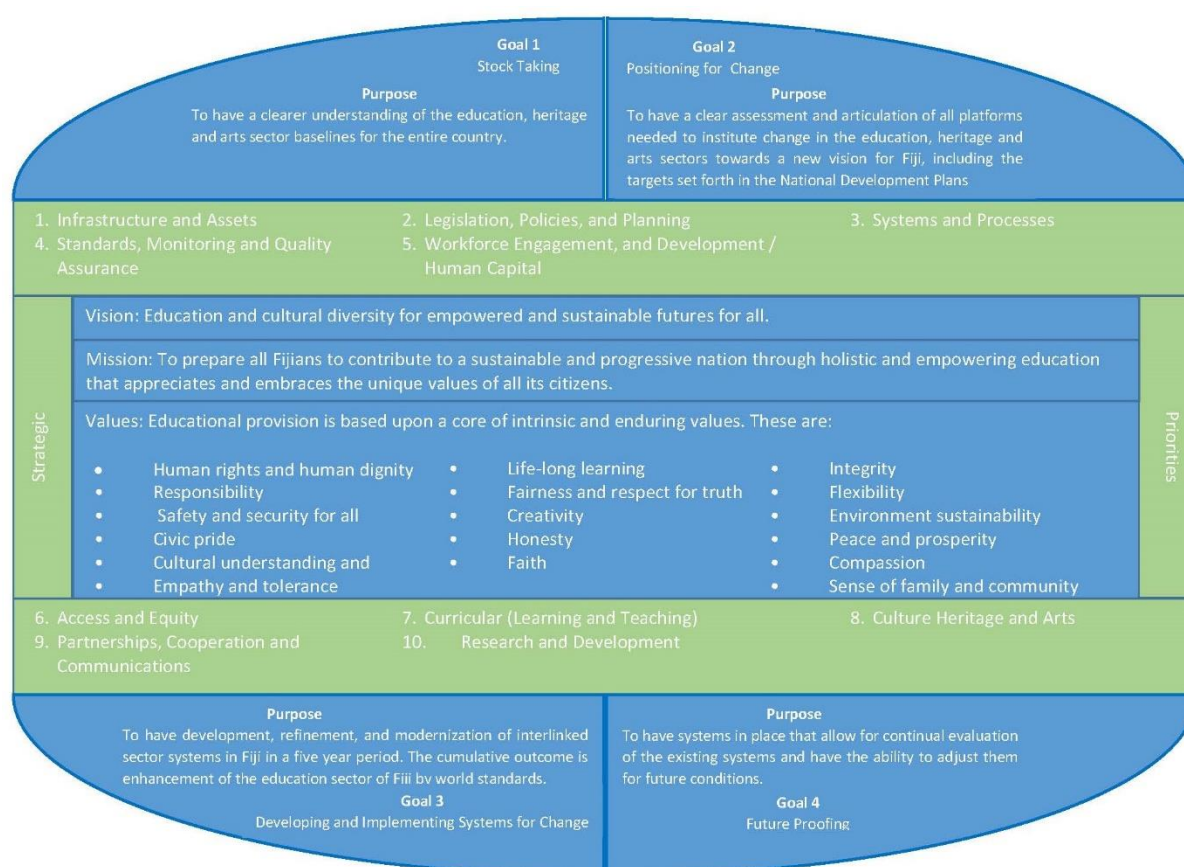 Goal 1
Stock Taking
Purpose
To have a clearer understanding of the education, heritage
and arts sector baselines for the entire country.
Goal 2
Positioning for Change
Purpose
To have a clear assessment and articulation of all platforms
needed to institute change in the education, heritage and
arts sectors towards a new vision for Fiji, including the
targets set forth in the National Development Plans
1. Infrastructure and Assets
2. Legislation, Policies, and Planning
3. Systems and Processes
4. Standards, Monitoring and Quality
Assurance
5. Workforce Engagement, and Development /
Human Capital
Strategic
Vision: Education and cultural diversity for empowered and sustainable futures for all.
Mission: To prepare all Fijians to contribute to a sustainable and progressive nation through holistic and empowering education
that appreciates and embraces the unique values of all its citizens.
Values: Educational provision is based upon a core of intrinsic and enduring values. These are:
• Human rights and human dignity
• Responsibility
• Safety and security for all
• Civic pride
• Cultural understanding and
• Empathy and tolerance
• Life-long learning
• Fairness and respect for truth
• Creativity
• Honesty
• Faith
• Integrity
• Flexibility
• Environment sustainability
• Peace and prosperity
• Compassion
• Sense of family and community
Priorities
6. Access and Equity
7. Curricular (Learning and Teaching)
8. Culture Heritage and Arts
9. Partnerships, Cooperation and
Communications
10. Research and Development
Purpose
To have development, refinement, and modernization of interlinked
sector systems in Fiji in a five year period. The cumulative outcome is
enhancement of the education sector of Fiji by world standards.
Goal 3
Developing and Implementing Systems for Change
Purpose
To have systems in place that allow for continual evaluation
of the existing systems and have the ability to adjust them
for future conditions.
Goal 4
Future Proofing